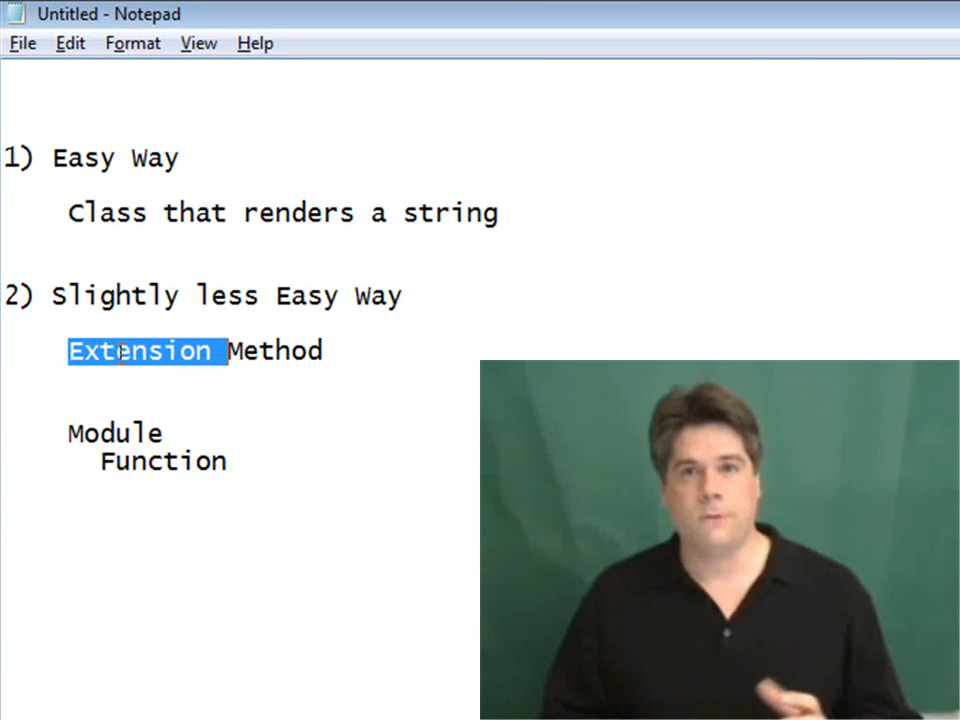 Untitled - Notepad
File Edit Format View Help
1) Easy Way
Class that renders a string
2) Slightly less Easy Way
Extension Method
Module
Function